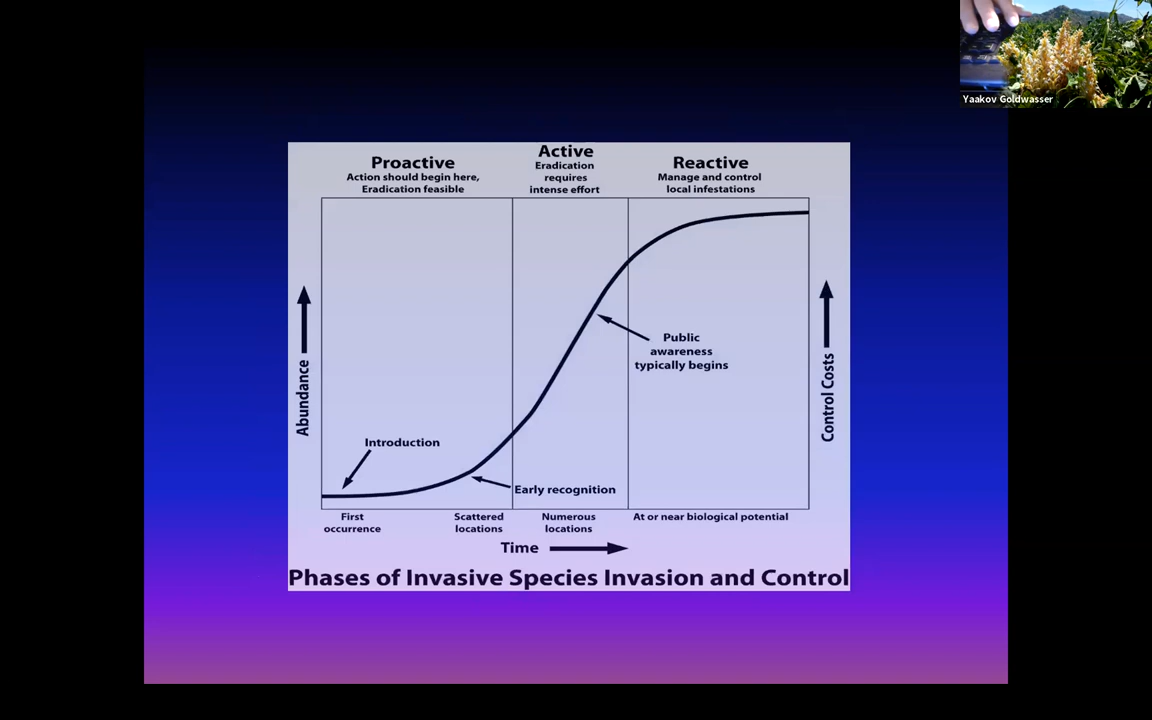 Yaakov Goldwasser
Proactive
Action should begin here,
Eradication feasible
Active
Eradication
requires
intense effort
Reactive
Manage and control
local infestations
Abundance
Control Costs
Public
awareness
typically begins
Introduction
Early recognition
First
occurrence
Scattered
locations
Numerous
locations
At or near biological potential
Time
Phases of Invasive Species Invasion and Control